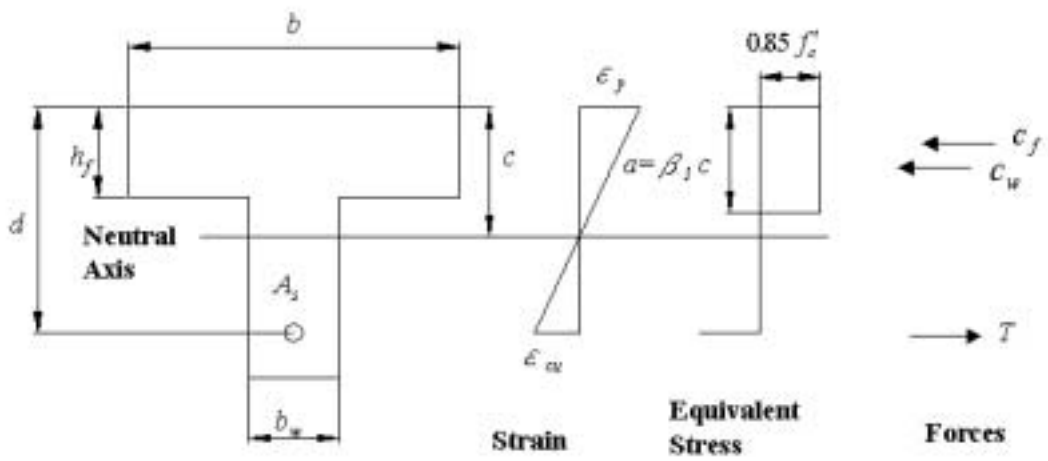 b
0.85 f'c
εy
hf
c
a= β1 c
cf
cw
d
Neutral
Axis
As
T
εcu
bw
Strain
Equivalent
Stress
Forces